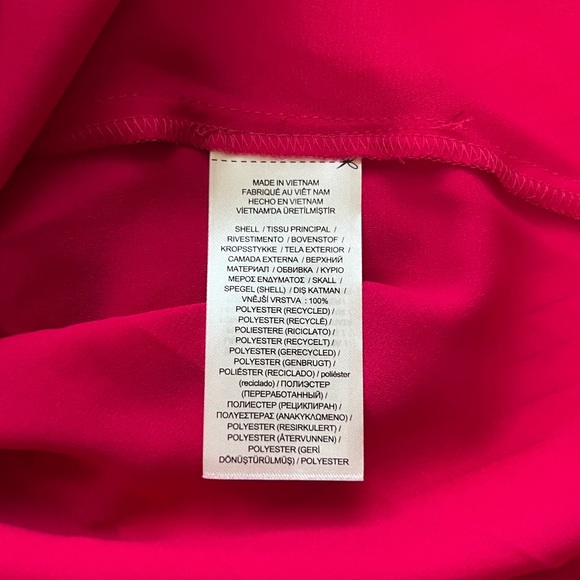 MADE IN VIETNAM
FABRIQUÉ AU VIÊT NAM
HECHO EN VIETNAM
VİETNAM'DA ÜRETİLMİŞTİR
SHELL / TISSU PRINCIPAL /
RIVESTIMENTO / BOVENSTOF /
KROPSSTYKKE / TELA EXTERIOR /
CAMADA EXTERNA / ВЕРХНИЙ
МАТЕРИАЛ / ОБВИВКА / ΚΥΡΙΟ
ΜΕΡΟΣ ΕΝΔΥΜΑΤΟΣ / SKALL /
SPEGEL (SHELL) / DIŞ KATMAN /
VNĚJŠÍ VRSTVA : 100%
POLYESTER (RECYCLED) /
POLYESTER (RECYCLÉ) /
POLIESTERE (RICICLATO) /
POLYESTER (RECYCELT) /
POLYESTER (GERECYCLED) /
POLYESTER (GENBRUGT) /
POLIÉSTER (RECICLADO) / poliéster
(reciclado) / ПОЛИЭСТЕР
(ПЕРЕРАБОТАННЫЙ) /
ПОЛИЕСТЕР (РЕЦИКЛИРАН) /
ΠΟΛΥΕΣΤΕΡΑΣ (ΑΝΑΚΥΚΛΩΜΕΝΟ) /
POLYESTER (RESIRKULERT) /
POLYESTER (ÅTERVUNNEN) /
POLYESTER (GERİ
DÖNÜŞTÜRÜLMÜŞ) / POLYESTER